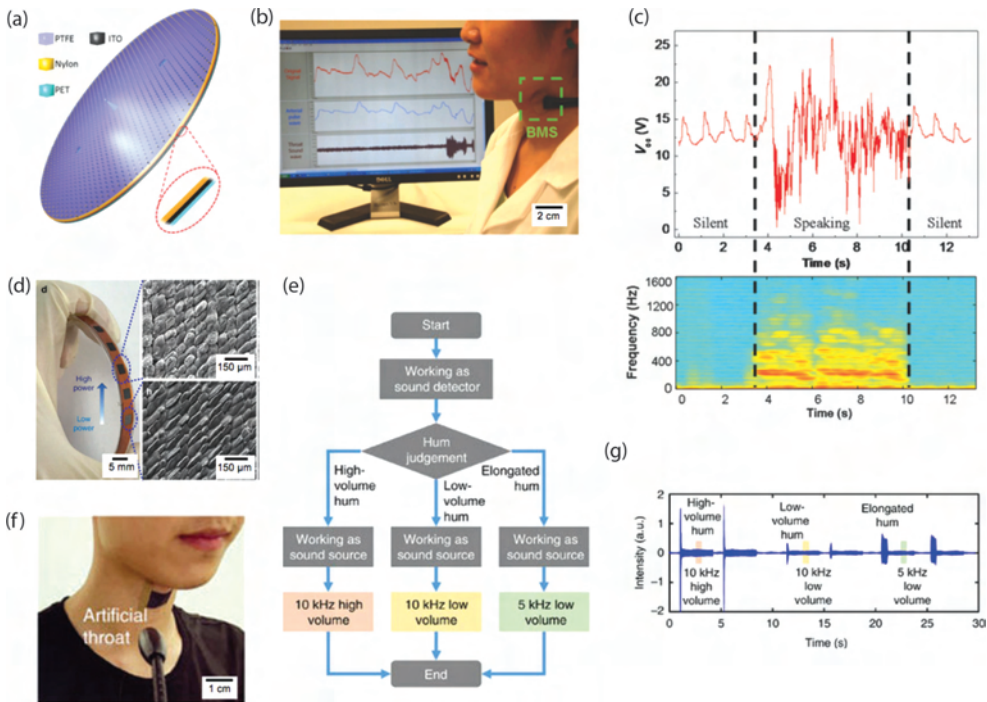 (a)
PTFE
ITO
Nylon
PET
(b)
BMS
DELL
2 cm
(c)
25
20
15
10
5
0
Silent
Speaking
Silent
0
2
4
6
8
10
12
Time (s)
1600
1200
800
400
0
Frequency (Hz)
0
2
4
6
8
10
12
Time (s)
(d)
d
High
power
Low
power
5 mm
150 µm
h
150 µm
(e)
Start
Working as
sound detector
Hum
judgement
High-
volume
hum
Low-
volume
hum
Elongated
hum
Working as
sound source
Working as
sound source
Working as
sound source
10 kHz high
volume
10 kHz low
volume
5 kHz low
volume
End
(f)
Artificial
throat
1 cm
(g)
2
1
0
−1
−2
Intensity (a.u.)
High-
volume
hum
Low-
volume
hum
Elongated
hum
10 kHz
high
volume
10 kHz
low
volume
5 kHz
low
volume
0
5
10
15
20
25
30
Time (s)